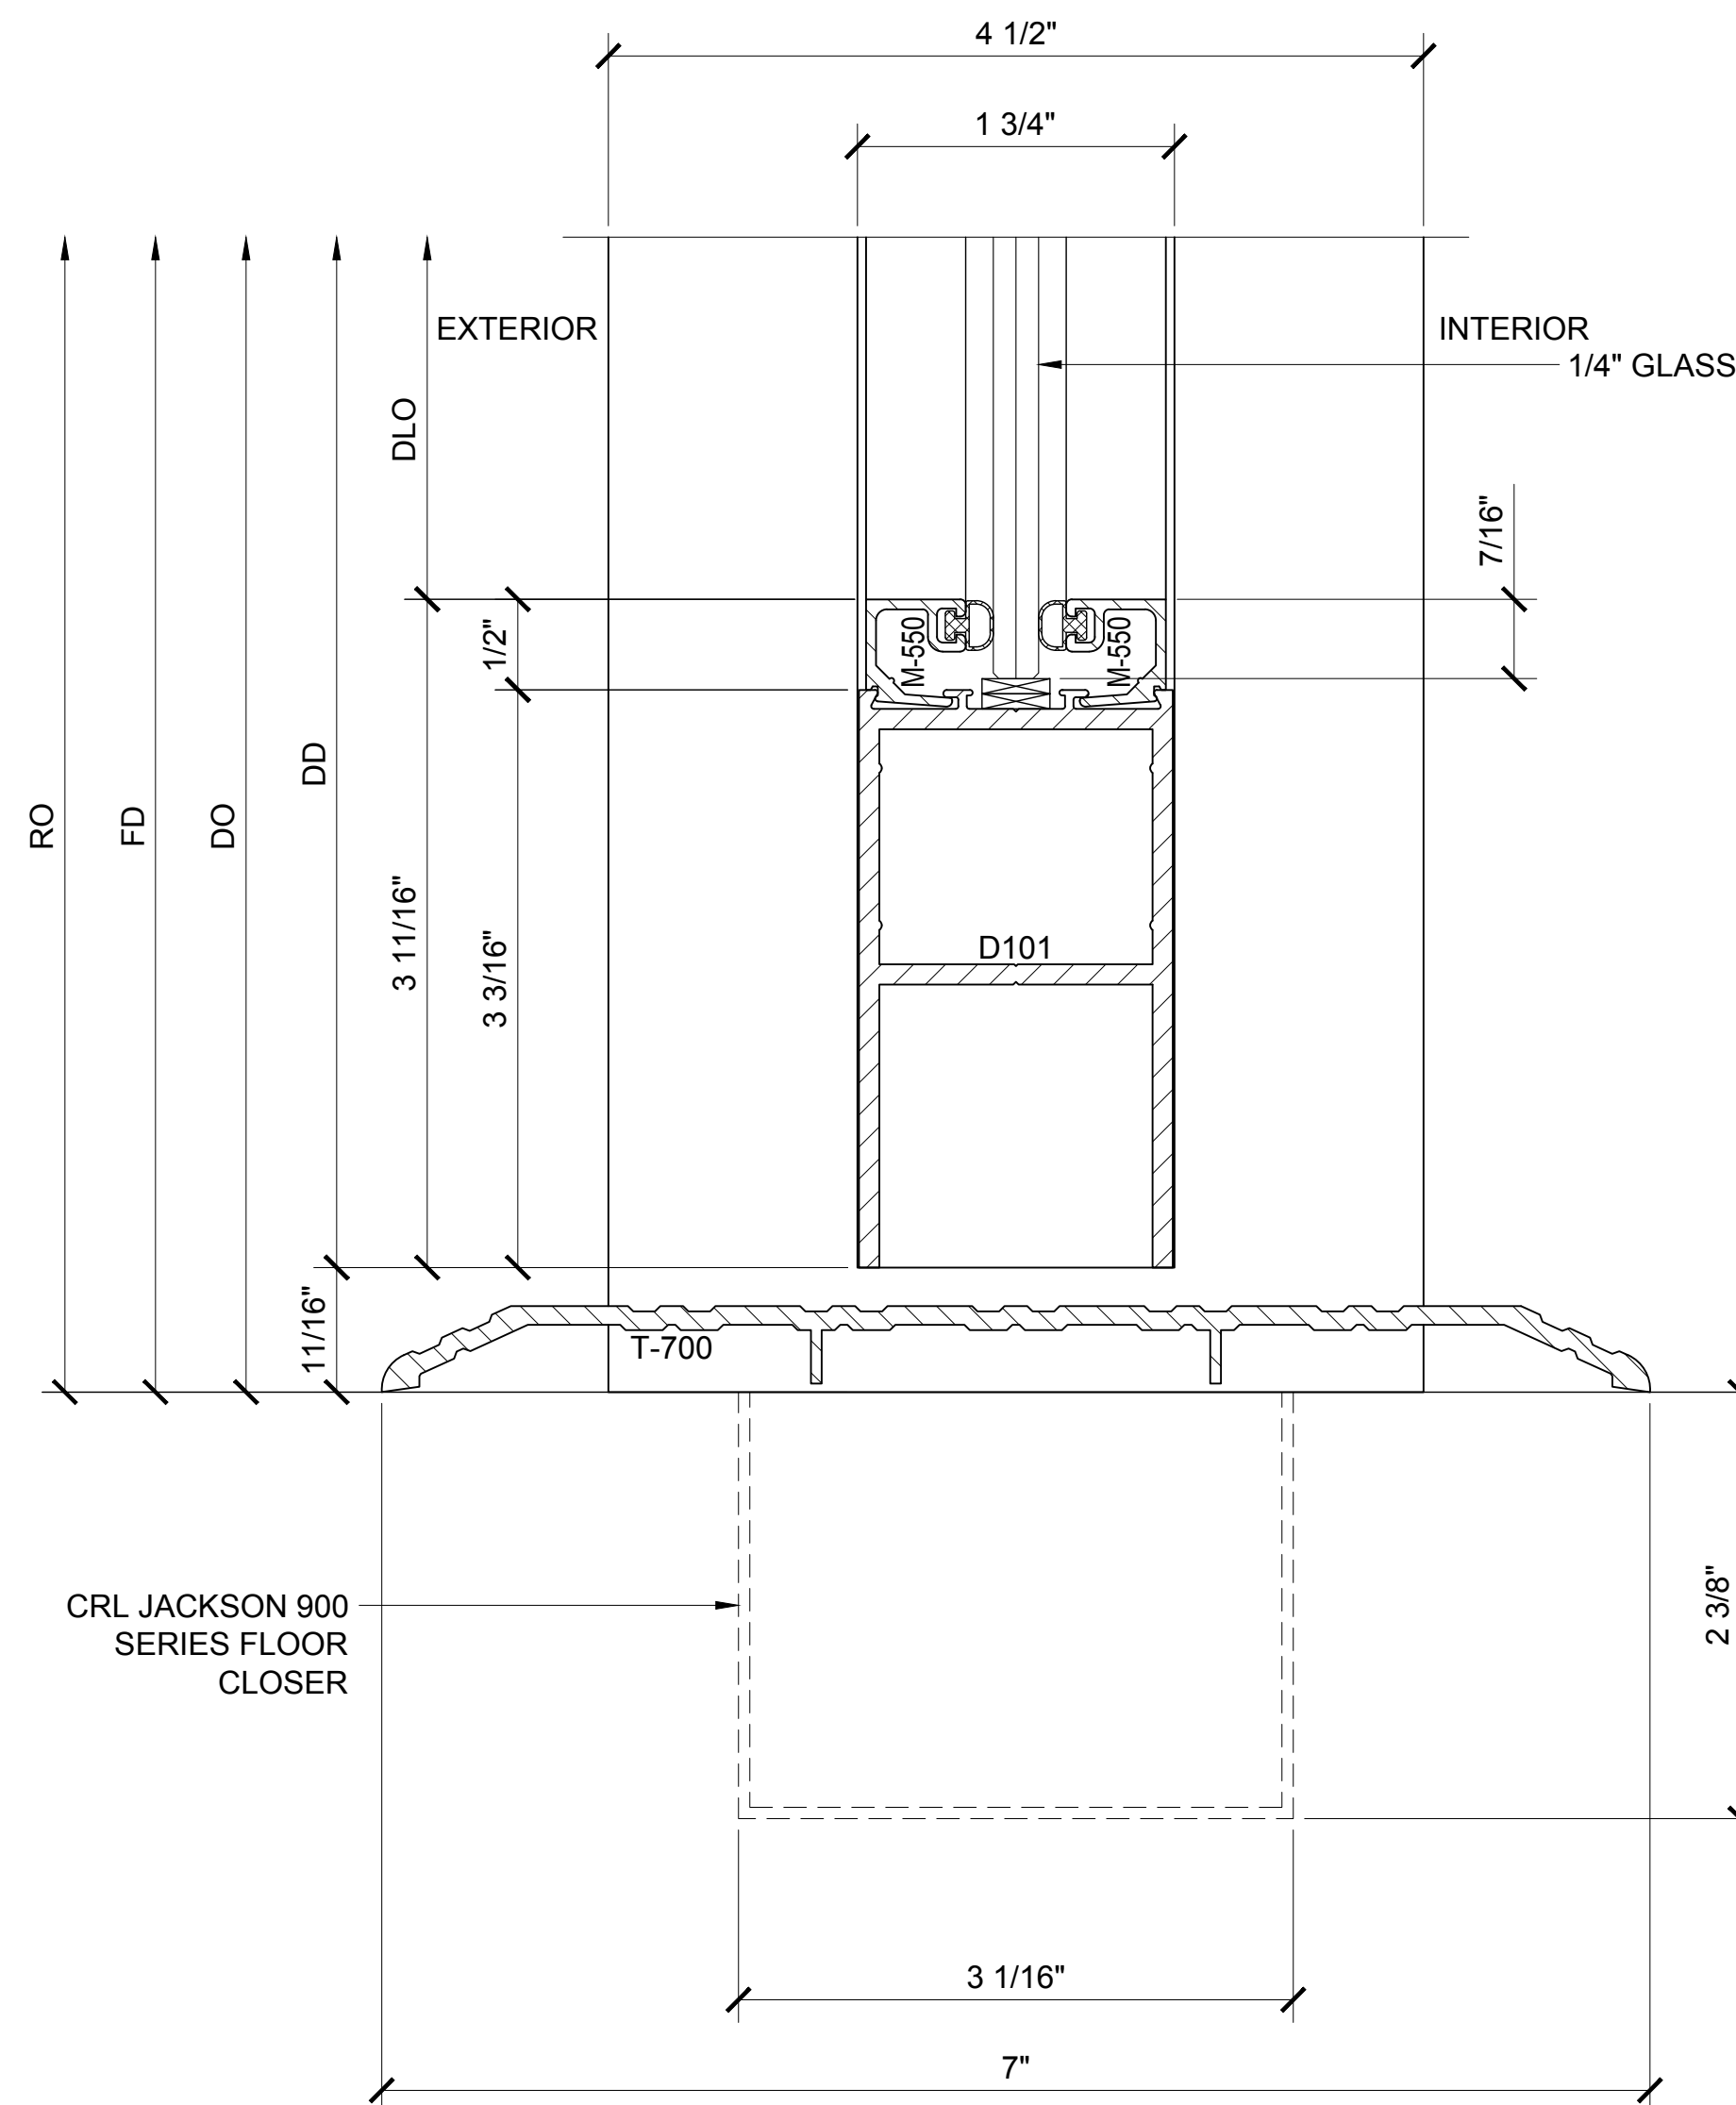 4 1/2"
1 3/4"
EXTERIOR
INTERIOR
1/4" GLASS
DLO
7/16"
1/2"
M-550
M-550
DD
RO
FD
DO
3 11/16"
3 3/16"
D101
11/16"
T-700
CRL JACKSON 900
SERIES FLOOR
CLOSER
2 3/8"
3 1/16"
7"